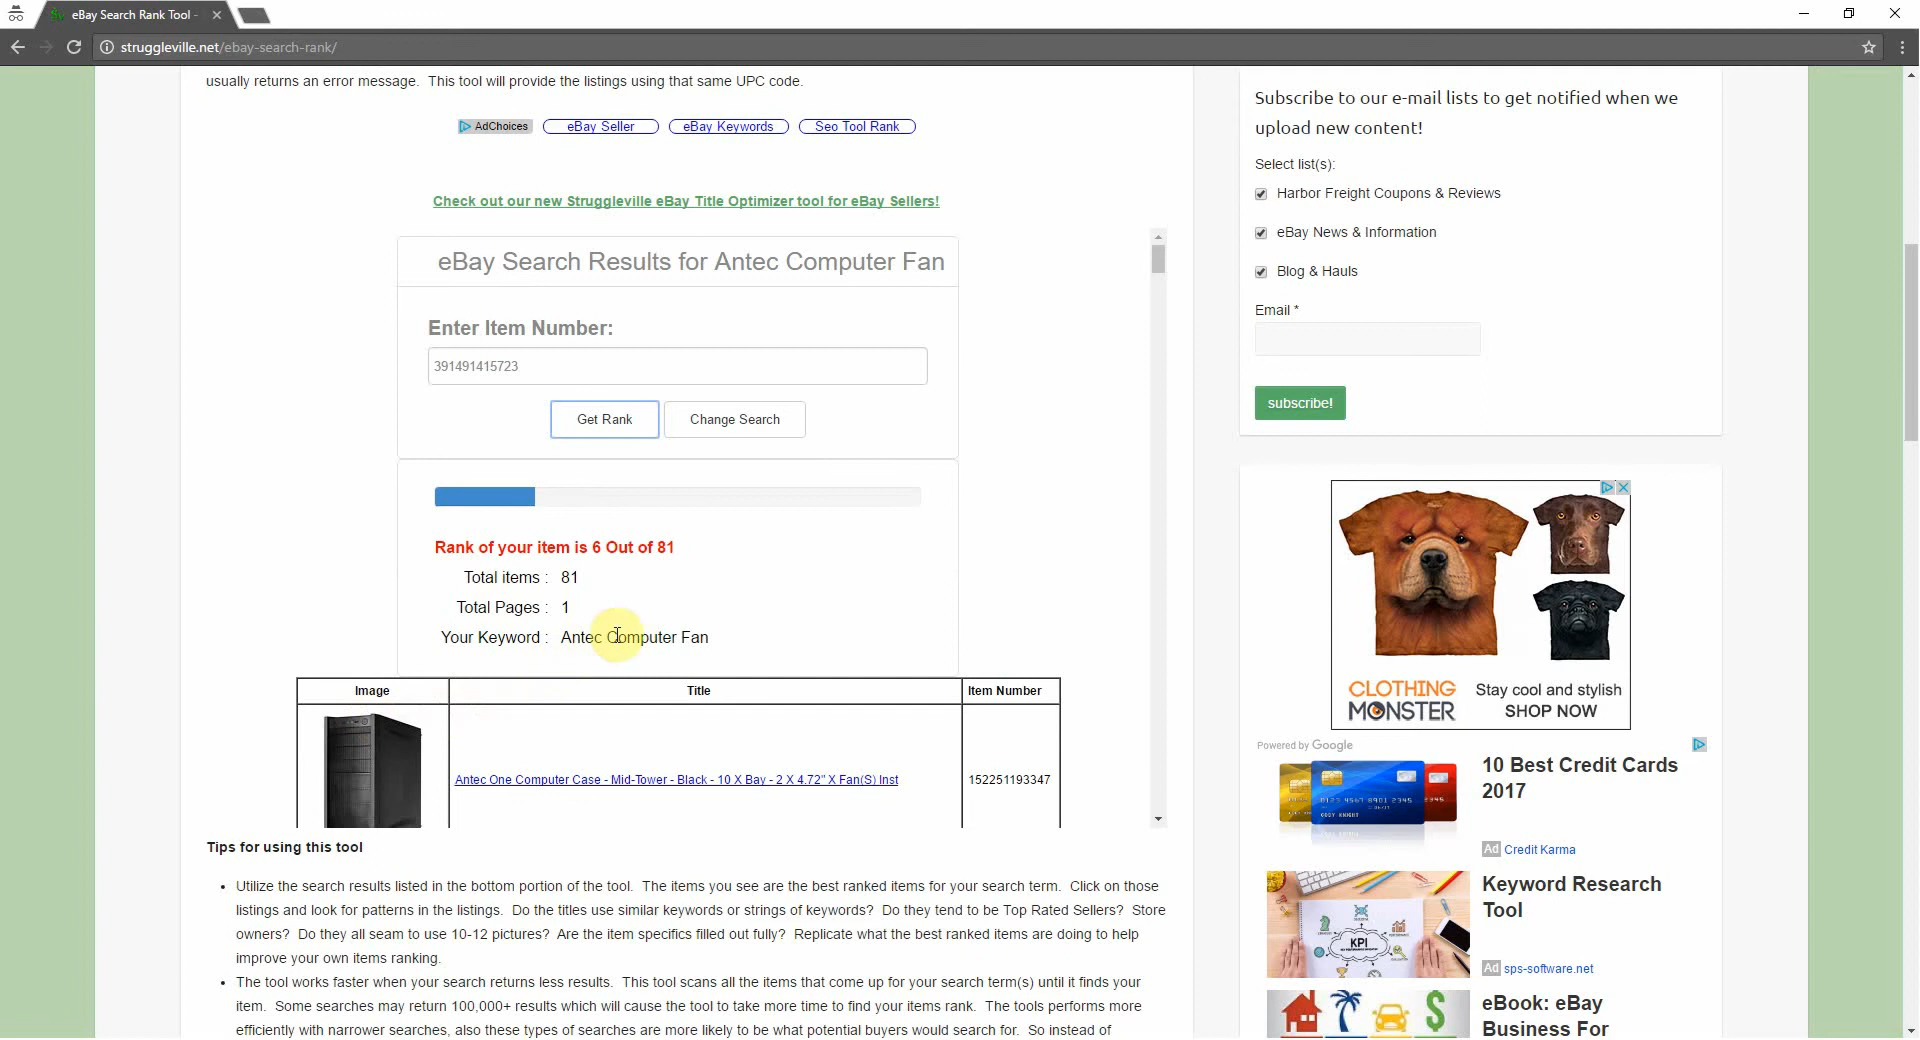 eBay Search Rank Tool -
struggleville.net/ebay-search-rank/
usually returns an error message.  This tool will provide the listings using that same UPC code.
AdChoices
eBay Seller
eBay Keywords
Seo Tool Rank
Check out our new Struggleville eBay Title Optimizer tool for eBay Sellers!
eBay Search Results for Antec Computer Fan
Enter Item Number:
391491415723
Get Rank
Change Search
Rank of your item is 6 Out of 81
Total items : 81
Total Pages : 1
Your Keyword : Antec Computer Fan
Image
Title
Item Number
Antec One Computer Case - Mid-Tower - Black - 10 X Bay - 2 X 4.72" X Fan(S) Inst
152251193347
Tips for using this tool
Utilize the search results listed in the bottom portion of the tool.  The items you see are the best ranked items for your search term.  Click on those
listings and look for patterns in the listings.  Do the titles use similar keywords or strings of keywords?  Do they tend to be Top Rated Sellers?  Store
owners?  Do they all seam to use 10-12 pictures?  Are the item specifics filled out fully?  Replicate what the best ranked items are doing to help
improve your own items ranking.
The tool works faster when your search returns less results.  This tool scans all the items that come up for your search term(s) until it finds your
item.  Some searches may return 100,000+ results which will cause the tool to take more time to find your items rank.  The tools performs more
efficiently with narrower searches, also these types of searches are more likely to be what potential buyers would search for.  So instead of
Subscribe to our e-mail lists to get notified when we
upload new content!
Select list(s):
Harbor Freight Coupons & Reviews
eBay News & Information
Blog & Hauls
Email *
subscribe!
CLOTHING
MONSTER
Stay cool and stylish
SHOP NOW
Powered by Google
10 Best Credit Cards
2017
Ad Credit Karma
Keyword Research
Tool
KPI
Ad sps-software.net
eBook: eBay
Business For